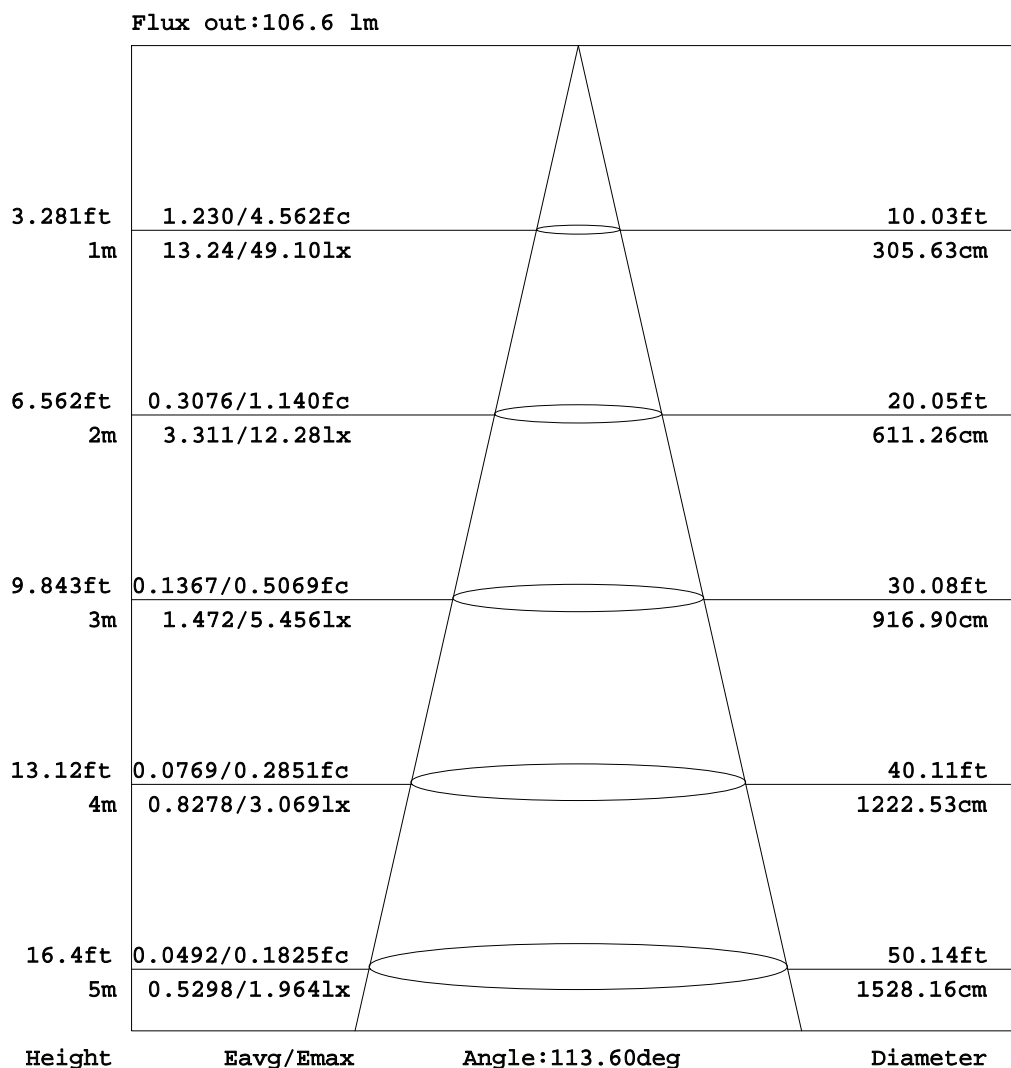 Flux out:106.6 lm
3.281ft 1.230/4.562fc 10.03ft
1m 13.24/49.10lx 305.63cm
6.562ft 0.3076/1.140fc 20.05ft
2m 3.311/12.28lx 611.26cm
9.843ft 0.1367/0.5069fc 30.08ft
3m 1.472/5.456lx 916.90cm
13.12ft 0.0769/0.2851fc 40.11ft
4m 0.8278/3.069lx 1222.53cm
16.4ft 0.0492/0.1825fc 50.14ft
5m 0.5298/1.964lx 1528.16cm
Height Eavg/Emax Angle:113.60deg Diameter